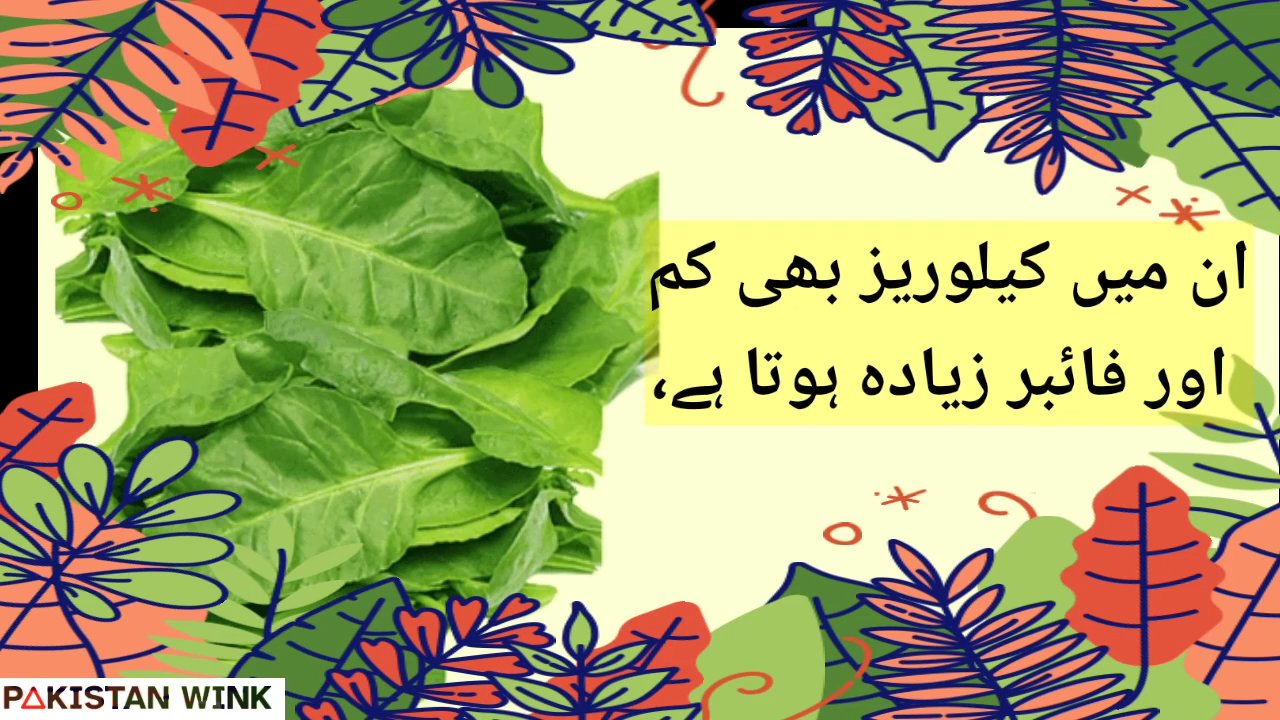 ان میں کیلوریز بھی کم
اور فائبر زیادہ ہوتا ہے،
PAKISTAN WINK